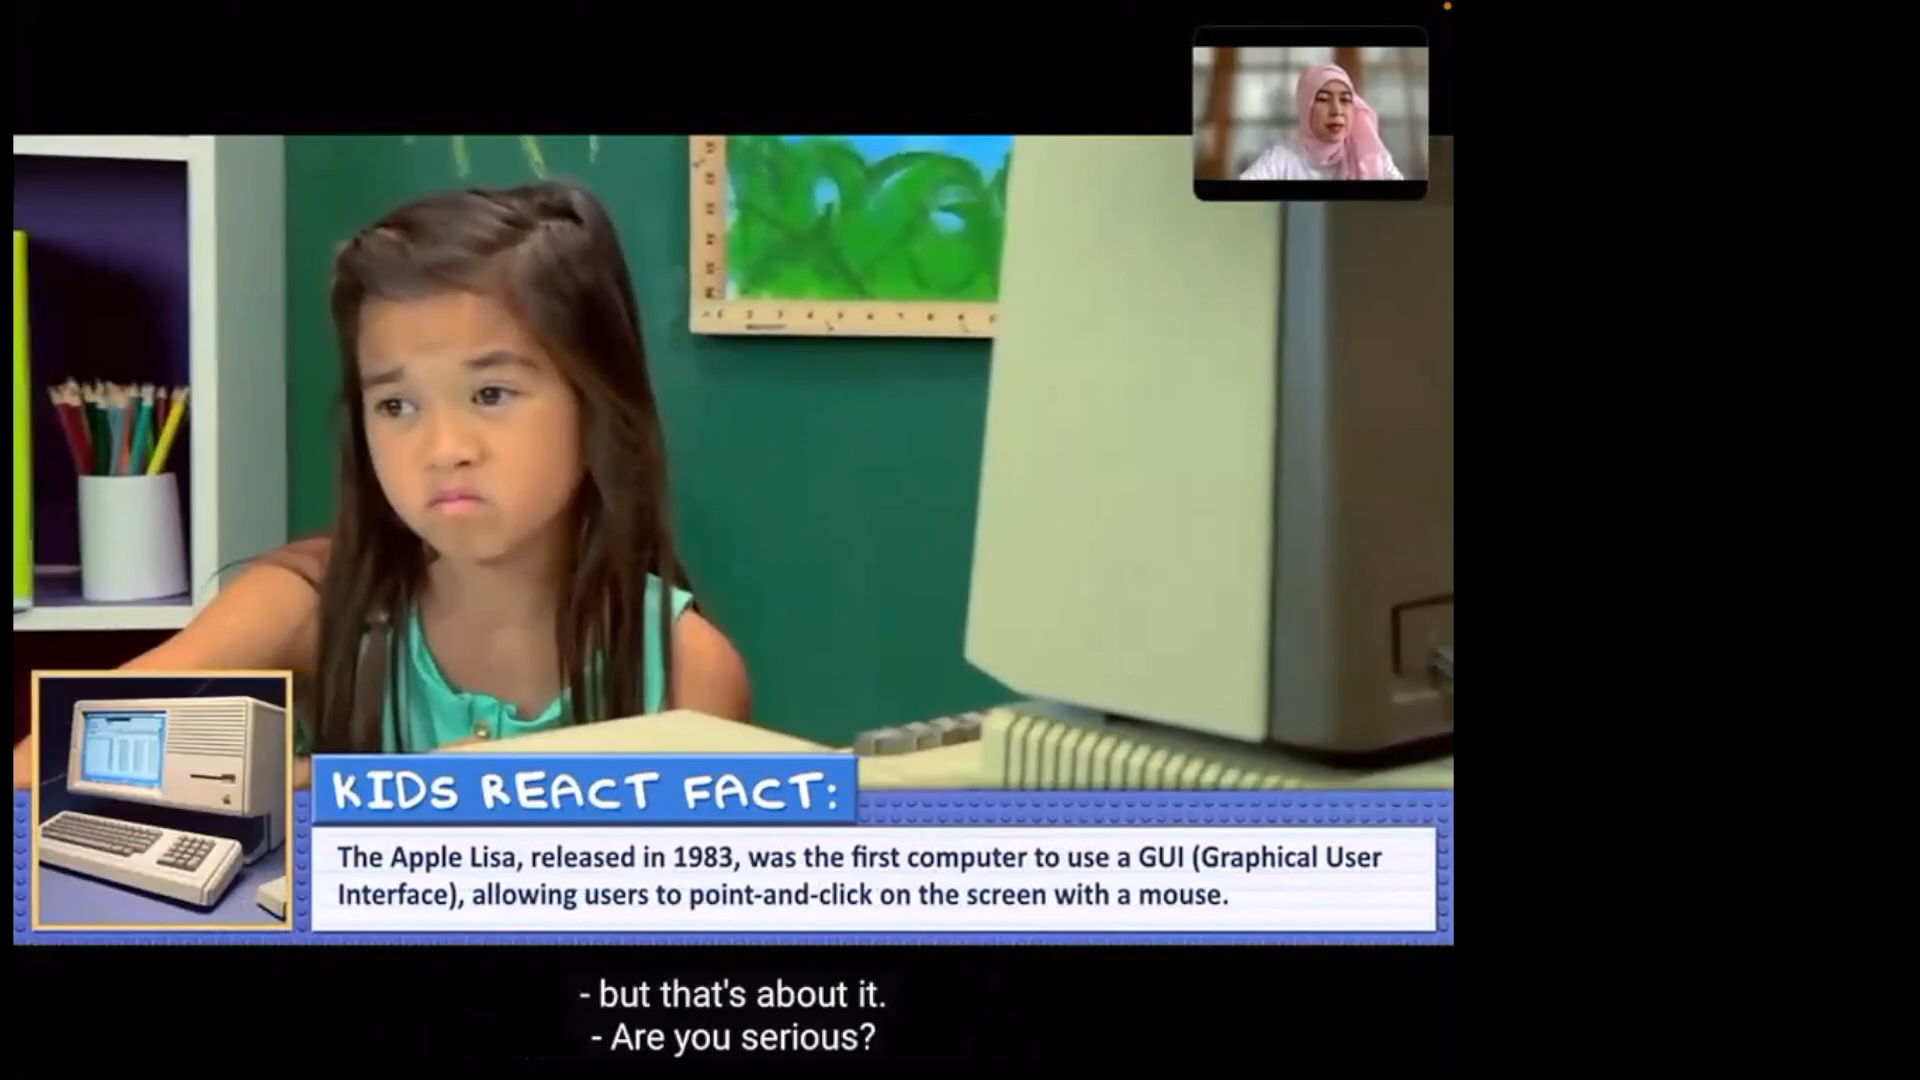 KIDS REACT FACT:
The Apple Lisa, released in 1983, was the first computer to use a GUI (Graphical User
Interface), allowing users to point-and-click on the screen with a mouse.
- but that's about it.
- Are you serious?